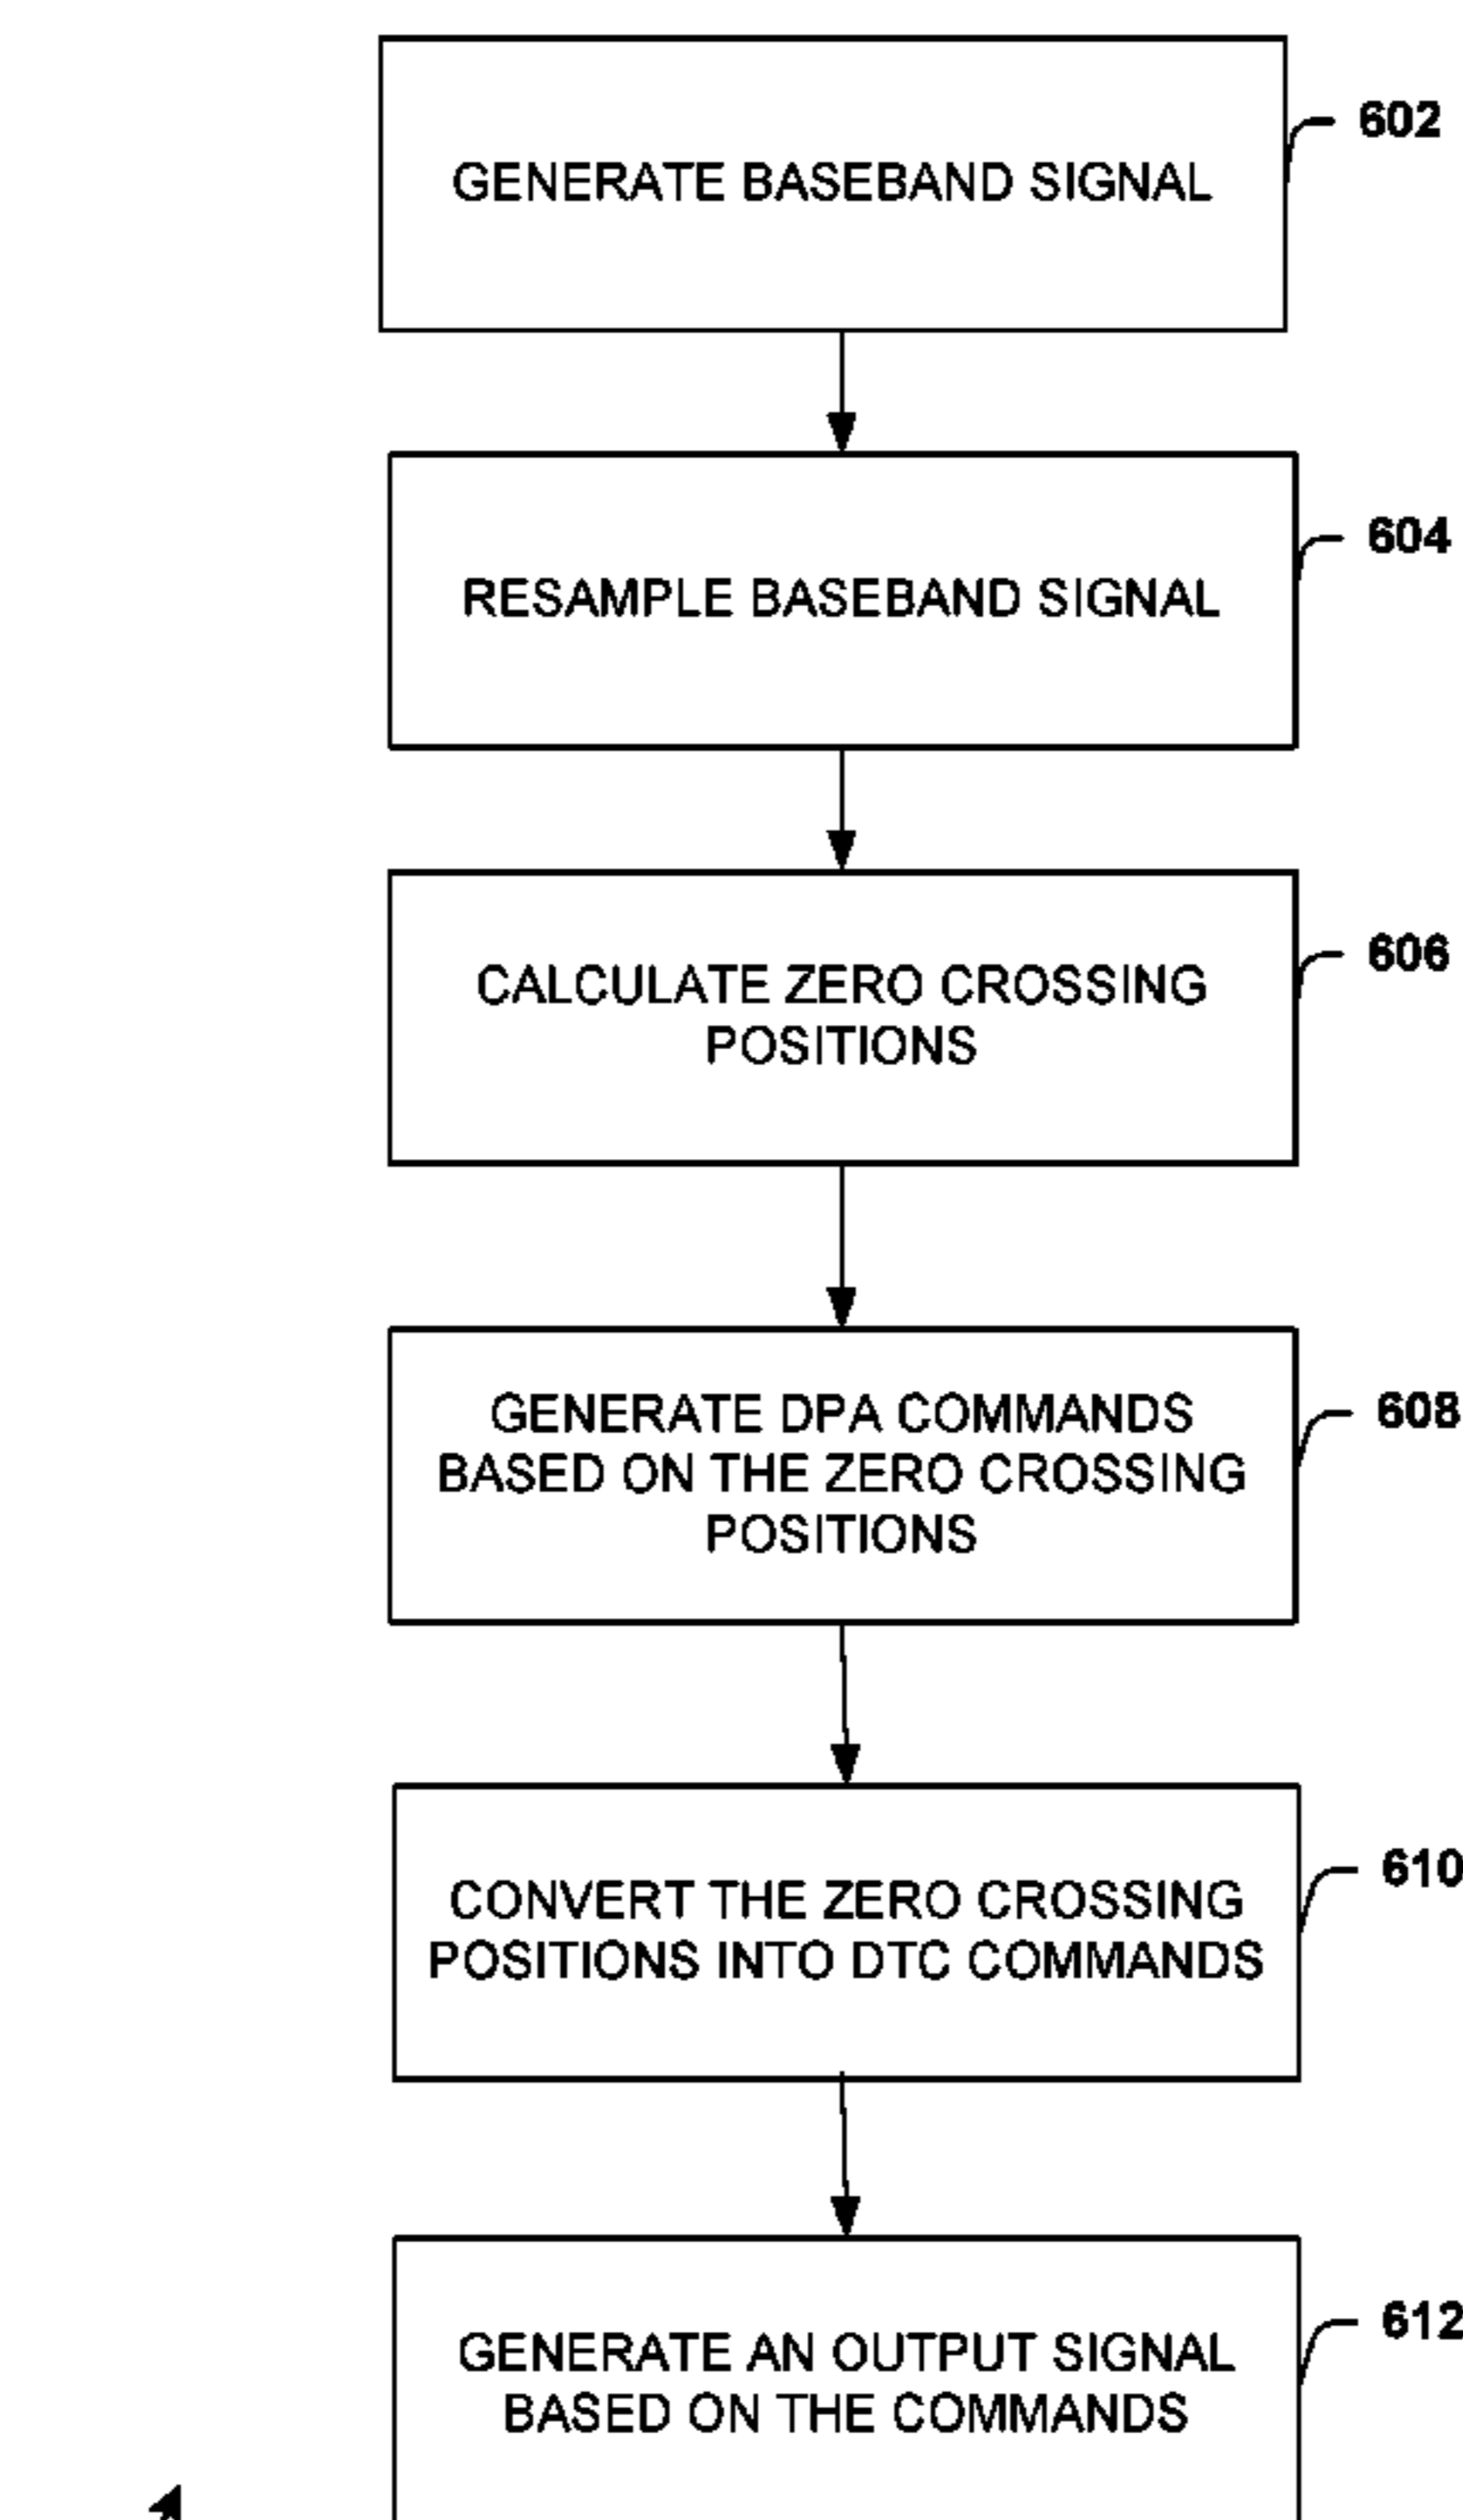 GENERATE BASEBAND SIGNAL
602
RESAMPLE BASEBAND SIGNAL
604
CALCULATE ZERO CROSSING
POSITIONS
606
GENERATE DPA COMMANDS
BASED ON THE ZERO CROSSING
POSITIONS
608
CONVERT THE ZERO CROSSING
POSITIONS INTO DTC COMMANDS
610
GENERATE AN OUTPUT SIGNAL
BASED ON THE COMMANDS
612